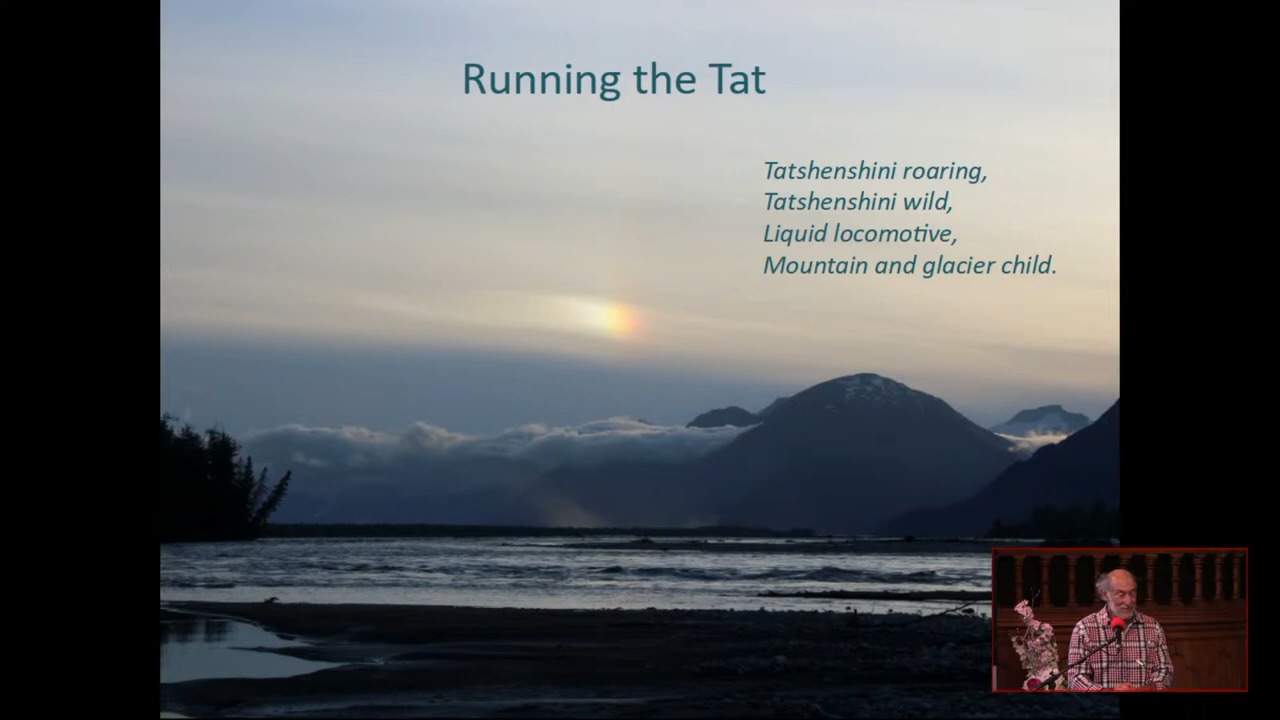 Running the Tat
Tatshenshini roaring,
Tatshenshini wild,
Liquid locomotive,
Mountain and glacier child.